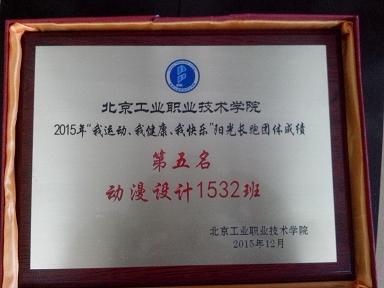 北京工业职业技术学院
2015年“我运动、我健康、我快乐”阳光长跑团体成绩
第五名
动漫设计1532班
北京工业职业技术学院
2015年12月